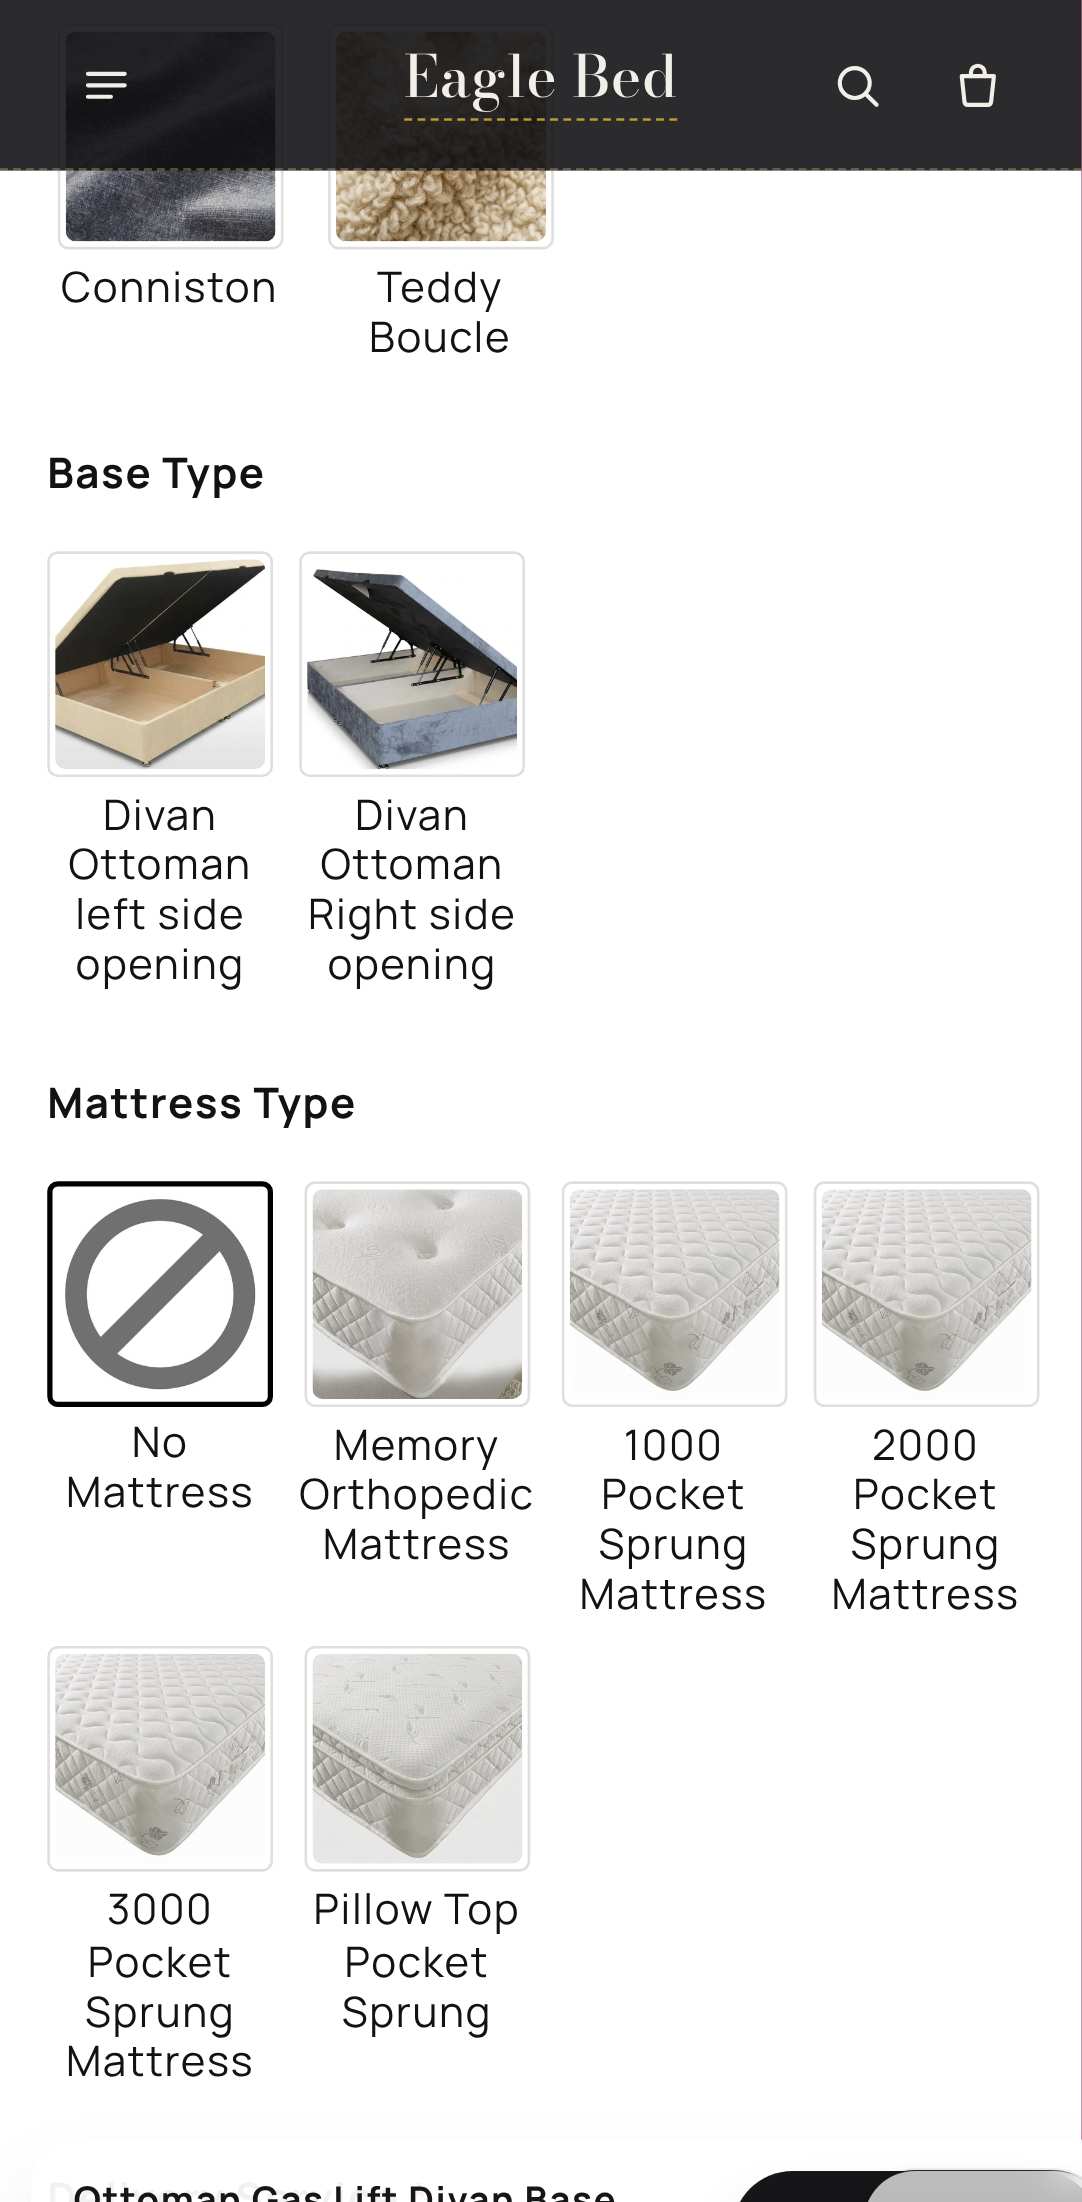 Eagle Bed
Conniston
Teddy
Boucle
Base Type
Divan
Ottoman
left side
opening
Divan
Ottoman
Right side
opening
Mattress Type
No
Mattress
Memory
Orthopedic
Mattress
1000
Pocket
Sprung
Mattress
2000
Pocket
Sprung
Mattress
3000
Pocket
Sprung
Mattress
Pillow Top
Pocket
Sprung
Ottoman Gas Lift Divan Base